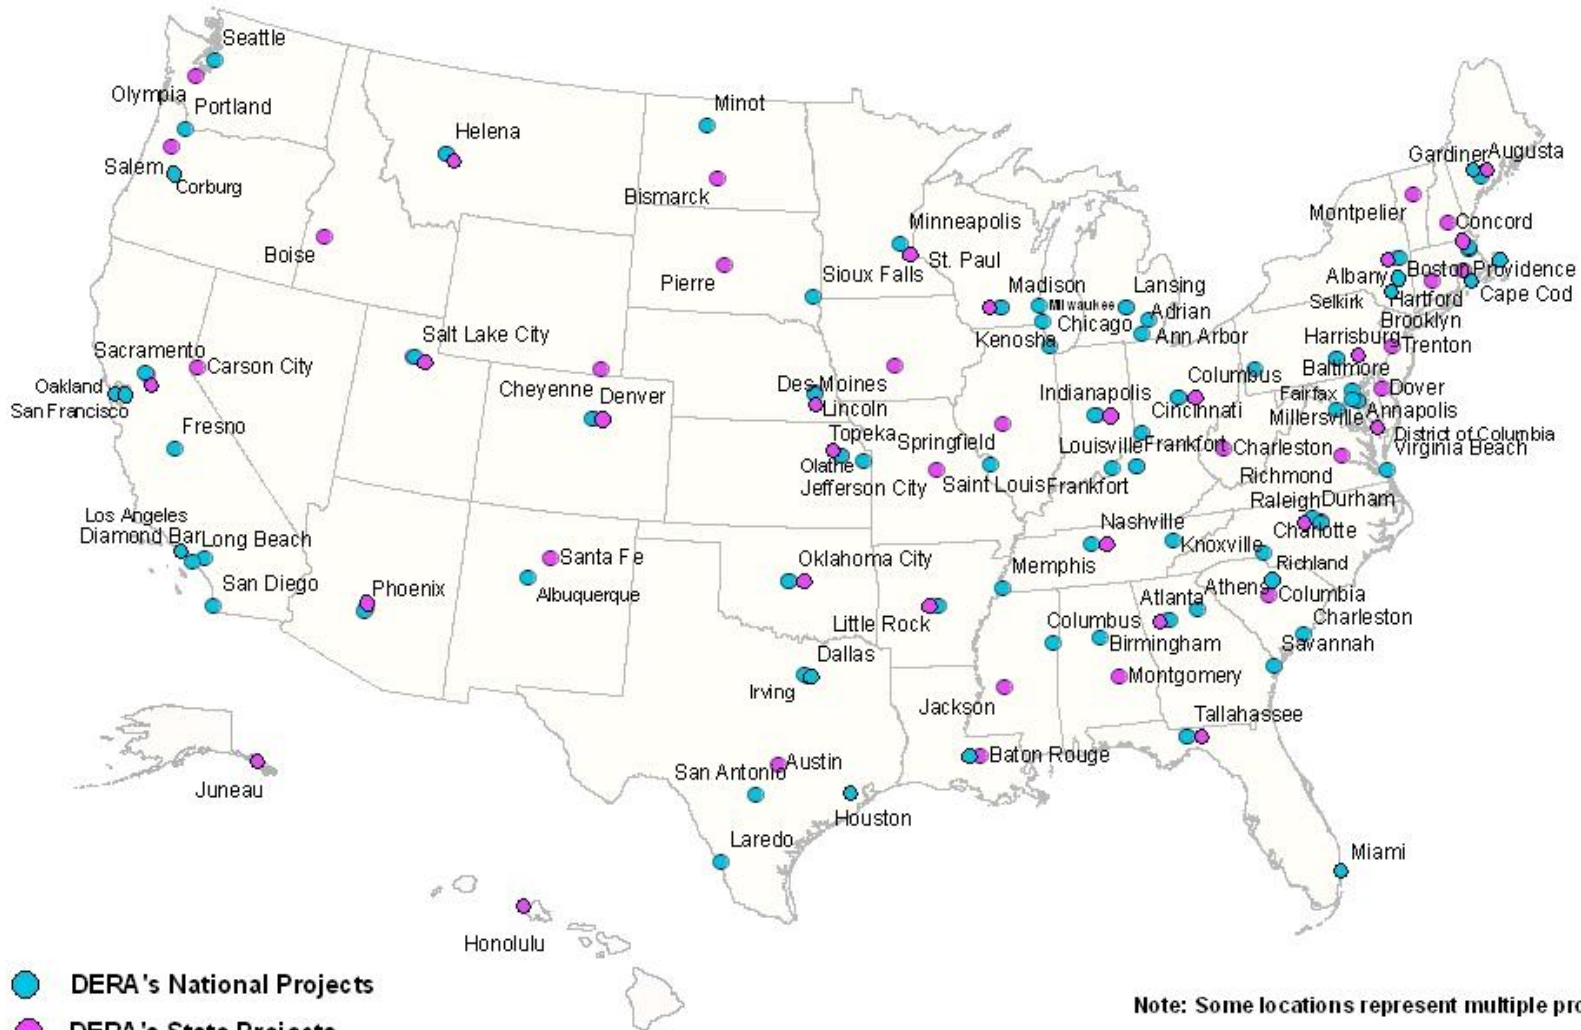 Seattle
Olympia
Portland
Minot
Helena
Salem
Corburg
Bismarck
Gardiner
Augusta
Montpelier
Concord
Minneapolis
Boise
St. Paul
Pierre
Sioux Falls
Madison
Lansing
Albany
Boston
Providence
Milwaukee
Adrian
Selkirk
Hartford
Cape Cod
Salt Lake City
Kenosha
Chicago
Ann Arbor
Brooklyn
Harrisburg
Trenton
Sacramento
Carson City
Baltimore
Oakland
San Francisco
Cheyenne
Denver
Des Moines
Lincoln
Indianapolis
Columbus
Cincinnati
Fairfax
Dover
Annapolis
Millersville
Fresno
Topeka
Springfield
Louisville
Frankfort
Charleston
District of Columbia
Virginia Beach
Olathe
Jefferson City
Saint Louis
Frankfort
Richmond
Raleigh
Durham
Los Angeles
Diamond Bar
Long Beach
Nashville
Charlotte
Santa Fe
Oklahoma City
Memphis
Knoxville
Richland
San Diego
Phoenix
Albuquerque
Little Rock
Columbus
Atlanta
Athens
Columbia
Charleston
Birmingham
Savannah
Dallas
Irving
Montgomery
Jackson
Tallahassee
Baton Rouge
San Antonio
Austin
Juneau
Houston
Laredo
Miami
Honolulu
DERA's National Projects
DERA's State Projects
Note: Some locations represent multiple pro